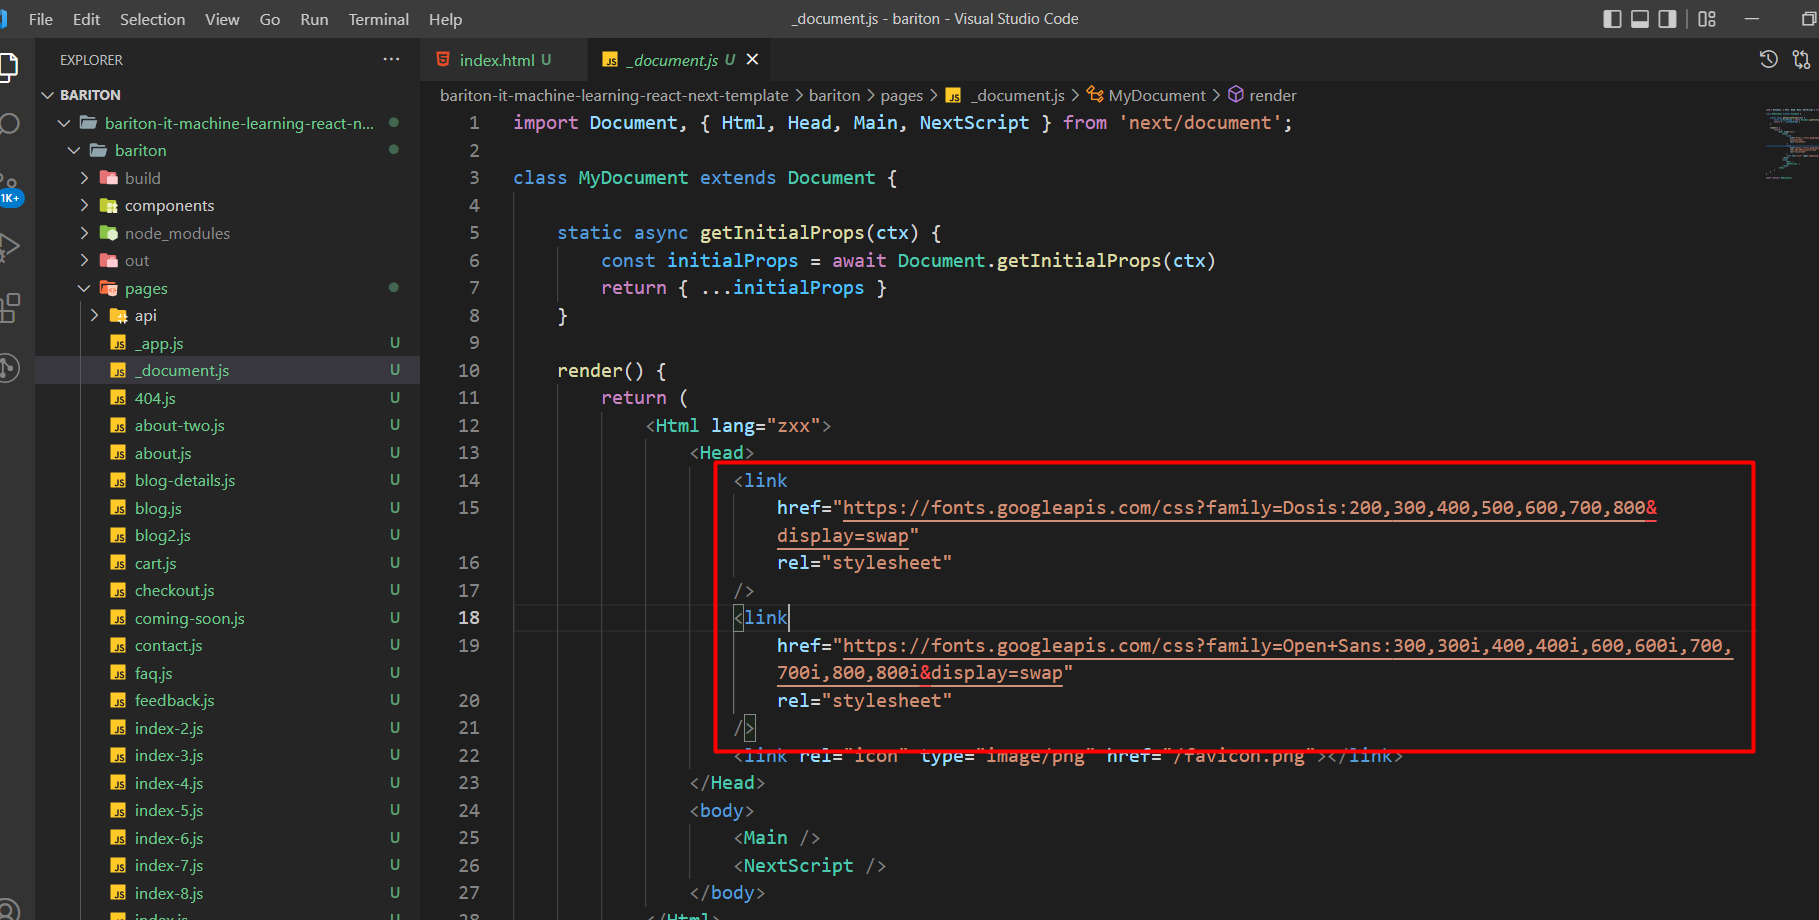 File Edit Selection View Go Run Terminal Help
_document.js - bariton - Visual Studio Code
EXPLORER
index.html U
_document.js U
bariton-it-machine-learning-react-next-template > bariton > pages > _document.js > MyDocument > render
BARITON
bariton-it-machine-learning-react-n...
bariton
build
components
node_modules
out
pages
api
_app.js U
_document.js U
404.js U
about-two.js U
about.js U
blog-details.js U
blog.js U
blog2.js U
cart.js U
checkout.js U
coming-soon.js U
contact.js U
faq.js U
feedback.js U
index-2.js U
index-3.js U
index-4.js U
index-5.js U
index-6.js U
index-7.js U
index-8.js U
index.js U
1K+
1 import Document, { Html, Head, Main, NextScript } from 'next/document';
2
3 class MyDocument extends Document {
4
5 static async getInitialProps(ctx) {
6 const initialProps = await Document.getInitialProps(ctx)
7 return { ...initialProps }
8 }
9
10 render() {
11 return (
12 <Html lang="zxx">
13 <Head>
14 <link
15 href="https://fonts.googleapis.com/css?family=Dosis:200,300,400,500,600,700,800&
display=swap"
16 rel="stylesheet"
17 />
18 <link
19 href="https://fonts.googleapis.com/css?family=Open+Sans:300,300i,400,400i,600,600i,700,
700i,800,800i&display=swap"
20 rel="stylesheet"
21 />
22 <link rel="icon" type="image/png" href="/favicon.png"></link>
23 </Head>
24 <body>
25 <Main />
26 <NextScript />
27 </body>
28 </Html>